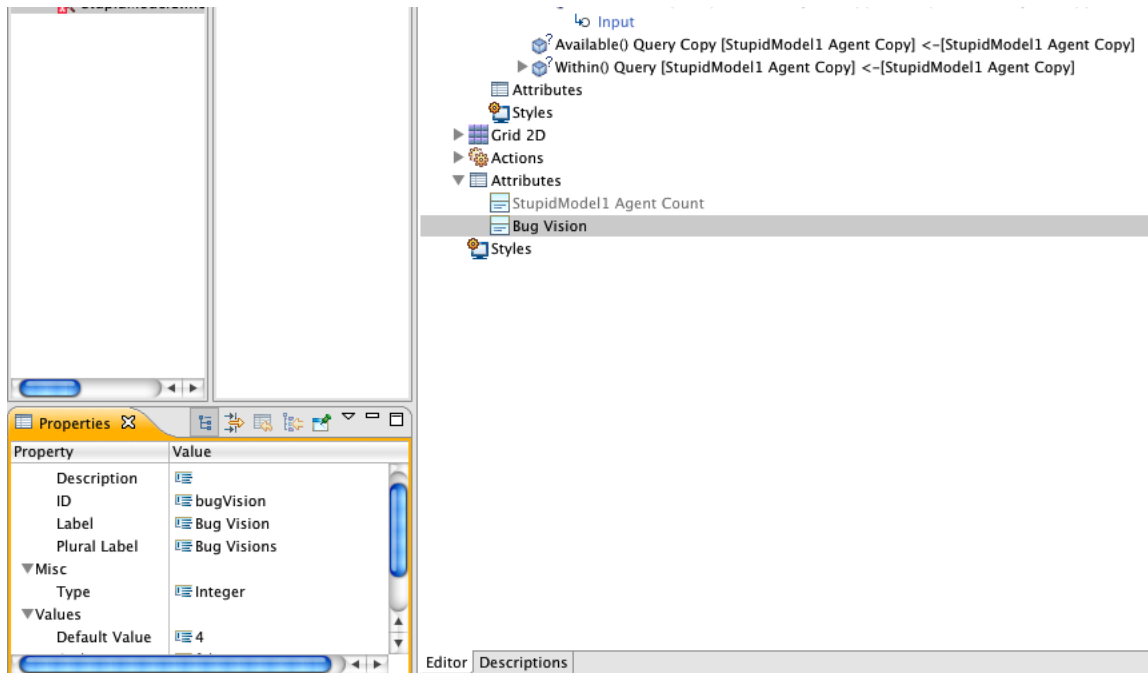 Input
Available() Query Copy [StupidModel1 Agent Copy] <-[StupidModel1 Agent Copy]
Within() Query [StupidModel1 Agent Copy] <-[StupidModel1 Agent Copy]
Attributes
Styles
Grid 2D
Actions
Attributes
StupidModel1 Agent Count
Bug Vision
Styles
Properties
Property Value
Description
ID bugVision
Label Bug Vision
Plural Label Bug Visions
Misc
Type Integer
Values
Default Value 4
Editor Descriptions